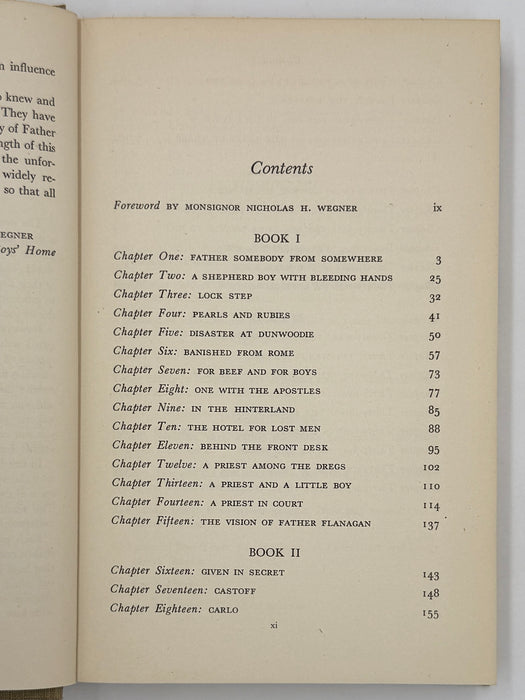 n influence
knew and
They have
y of Father
ngth of this
the unfor-
widely re-
so that all
EGNER
oys' Home
Contents
Foreword BY MONSIGNOR NICHOLAS H. WEGNER ix
BOOK I
Chapter One: FATHER SOMEBODY FROM SOMEWHERE 3
Chapter Two: A SHEPHERD BOY WITH BLEEDING HANDS 25
Chapter Three: LOCK STEP 32
Chapter Four: PEARLS AND RUBIES 41
Chapter Five: DISASTER AT DUNWOODIE 50
Chapter Six: BANISHED FROM ROME 57
Chapter Seven: FOR BEEF AND FOR BOYS 73
Chapter Eight: ONE WITH THE APOSTLES 77
Chapter Nine: IN THE HINTERLAND 85
Chapter Ten: THE HOTEL FOR LOST MEN 88
Chapter Eleven: BEHIND THE FRONT DESK 95
Chapter Twelve: A PRIEST AMONG THE DREGS 102
Chapter Thirteen: A PRIEST AND A LITTLE BOY 110
Chapter Fourteen: A PRIEST IN COURT 114
Chapter Fifteen: THE VISION OF FATHER FLANAGAN 137
BOOK II
Chapter Sixteen: GIVEN IN SECRET 143
Chapter Seventeen: CASTOFF 148
Chapter Eighteen: CARLO 155
xi